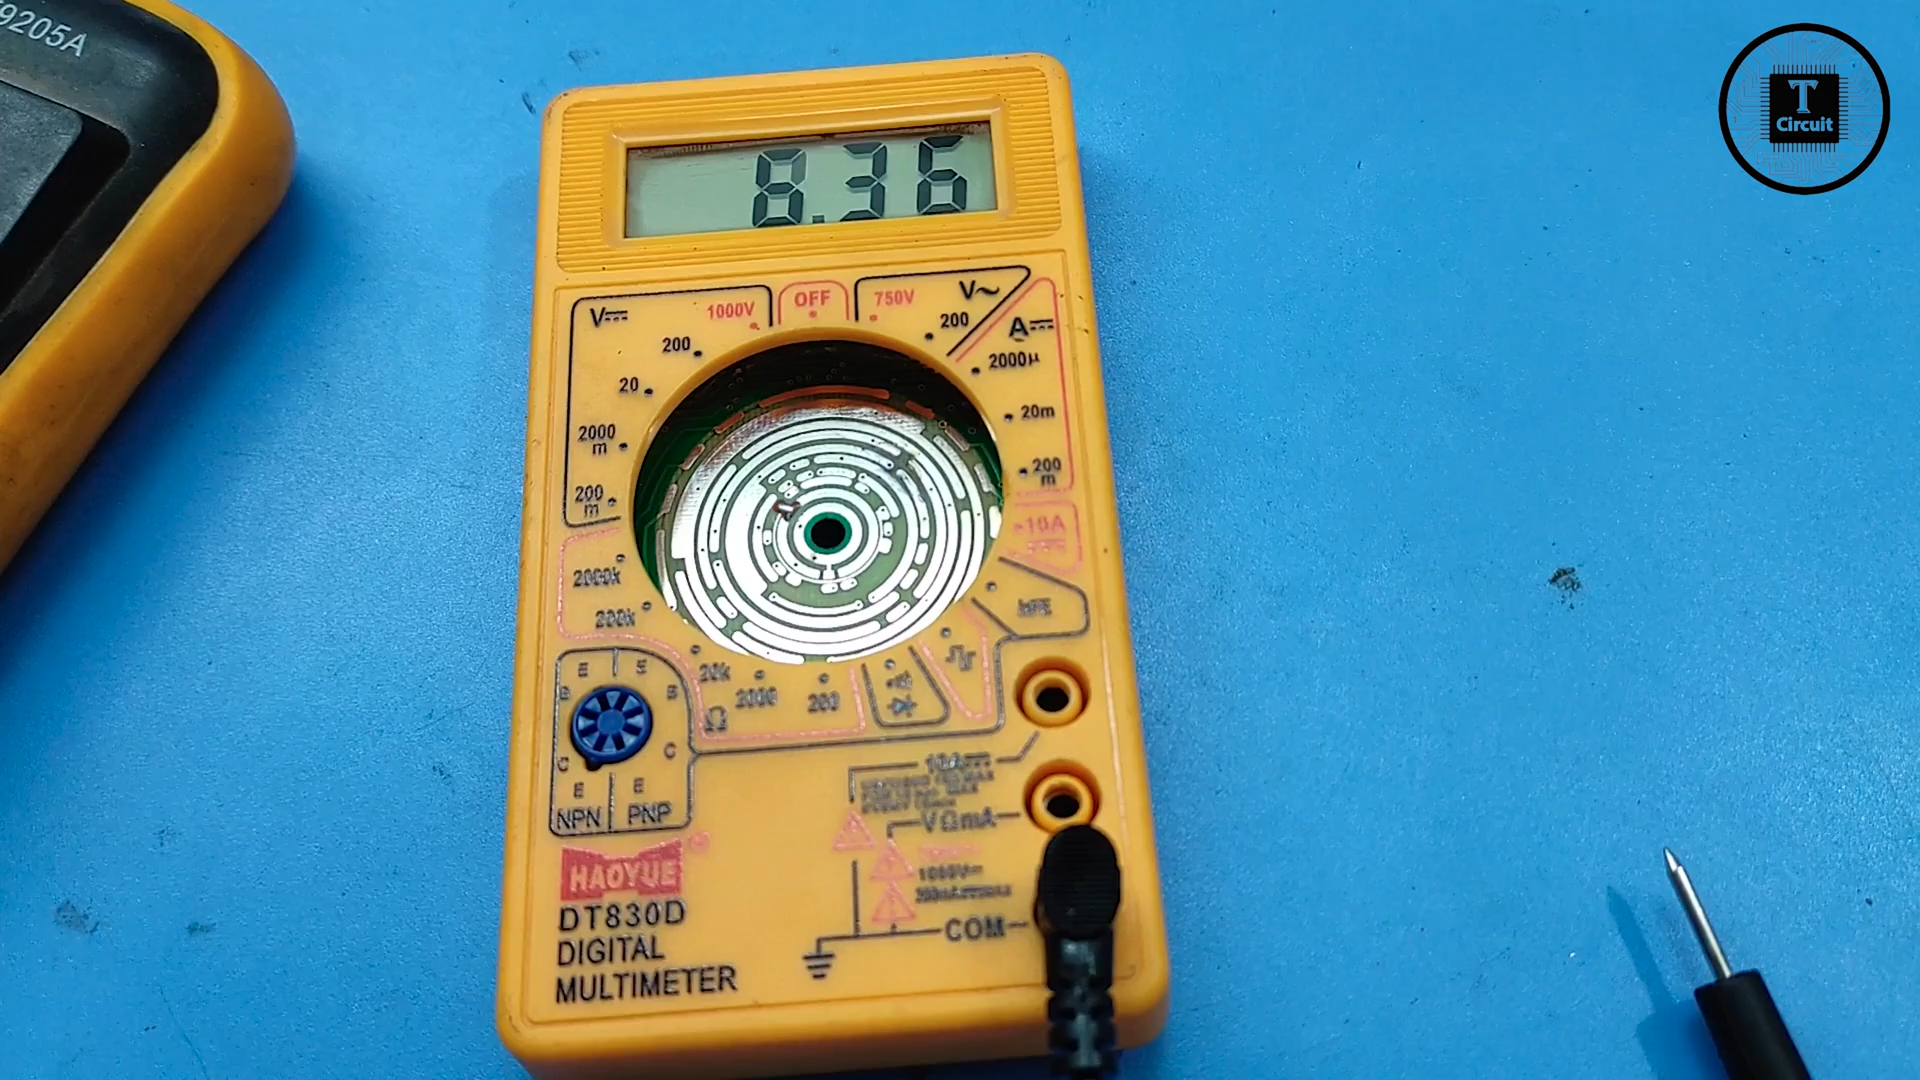 9205A
T
Circuit
8.36
V⎓
1000V
OFF
750V
V~
200
200
A⎓
2000µ
20
20m
2000
m
200
m
200
m
10A
2000k
200k
hFE
20k
2000
200
Ω
E
E
B
B
C
C
E
E
NPN
PNP
10A⎓
VΩmA
HAOYUE
COM
DT830D
DIGITAL
MULTIMETER